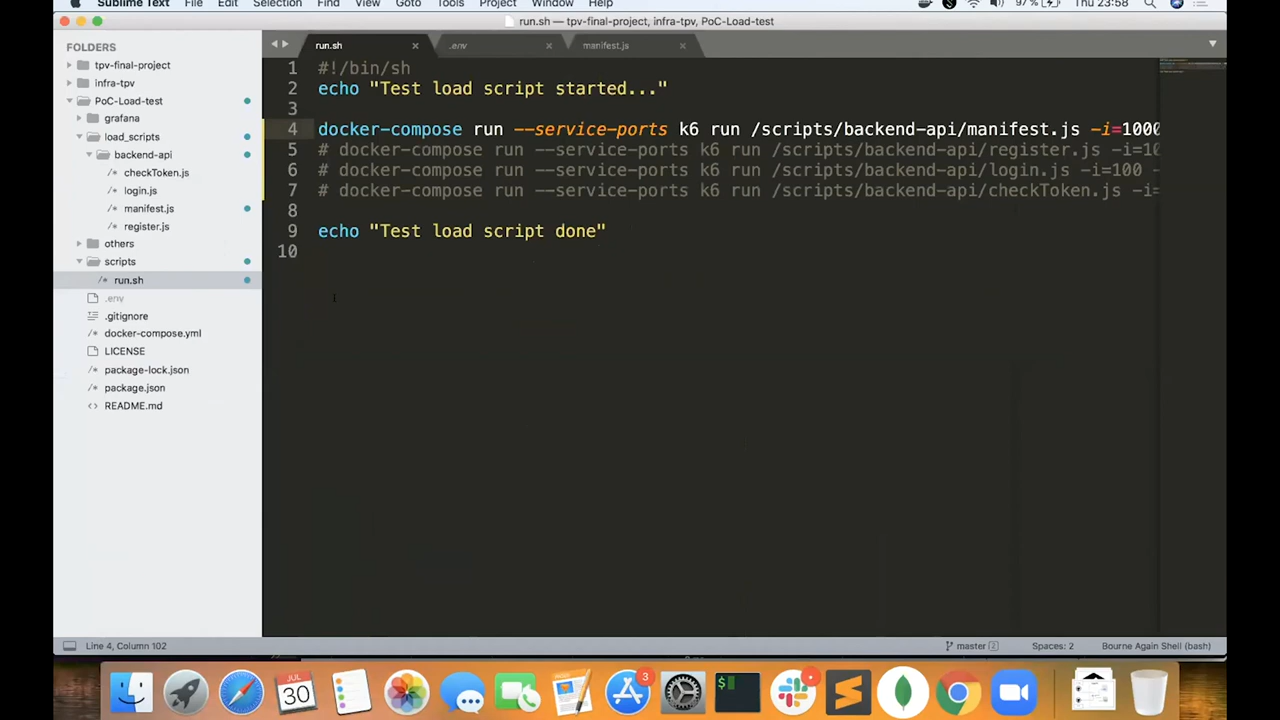 Sublime Text File Edit Selection Find View Goto Tools Project Window Help 97% Thu 23:58
run.sh — tpv-final-project, infra-tpv, PoC-Load-test
FOLDERS
tpv-final-project
infra-tpv
PoC-Load-test
grafana
load_scripts
backend-api
checkToken.js
login.js
manifest.js
register.js
others
scripts
run.sh
.env
.gitignore
docker-compose.yml
LICENSE
package-lock.json
package.json
README.md
run.sh .env manifest.js
1 #!/bin/sh
2 echo "Test load script started..."
3
4 docker-compose run --service-ports k6 run /scripts/backend-api/manifest.js -i=1000
5 # docker-compose run --service-ports k6 run /scripts/backend-api/register.js -i=10
6 # docker-compose run --service-ports k6 run /scripts/backend-api/login.js -i=100 -
7 # docker-compose run --service-ports k6 run /scripts/backend-api/checkToken.js -i=
8
9 echo "Test load script done"
10
Line 4, Column 102 master 2 Spaces: 2 Bourne Again Shell (bash)
JUL
30
3
$